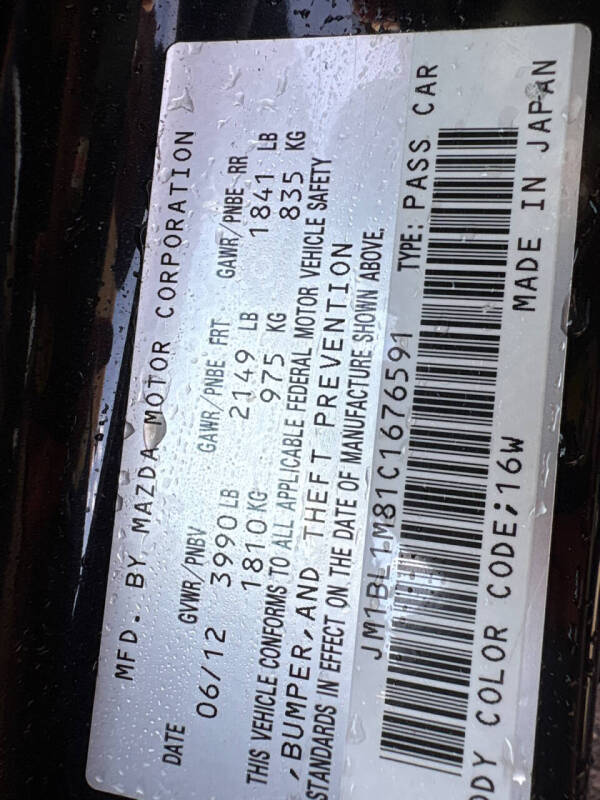 MFD. BY MAZDA MOTOR CORPORATION
DATE GVWR/PNBV GAWR/PNBE FRT GAWR/PNBE RR
06/12 3990 LB 2149 LB 1841 LB
1810 KG 975 KG 835 KG
THIS VEHICLE CONFORMS TO ALL APPLICABLE FEDERAL MOTOR VEHICLE SAFETY
, BUMPER, AND THEFT PREVENTION
STANDARDS IN EFFECT ON THE DATE OF MANUFACTURE SHOWN ABOVE.
JM1BL1M81C1676591 TYPE: PASS CAR
ODY COLOR CODE;16W MADE IN JAPAN